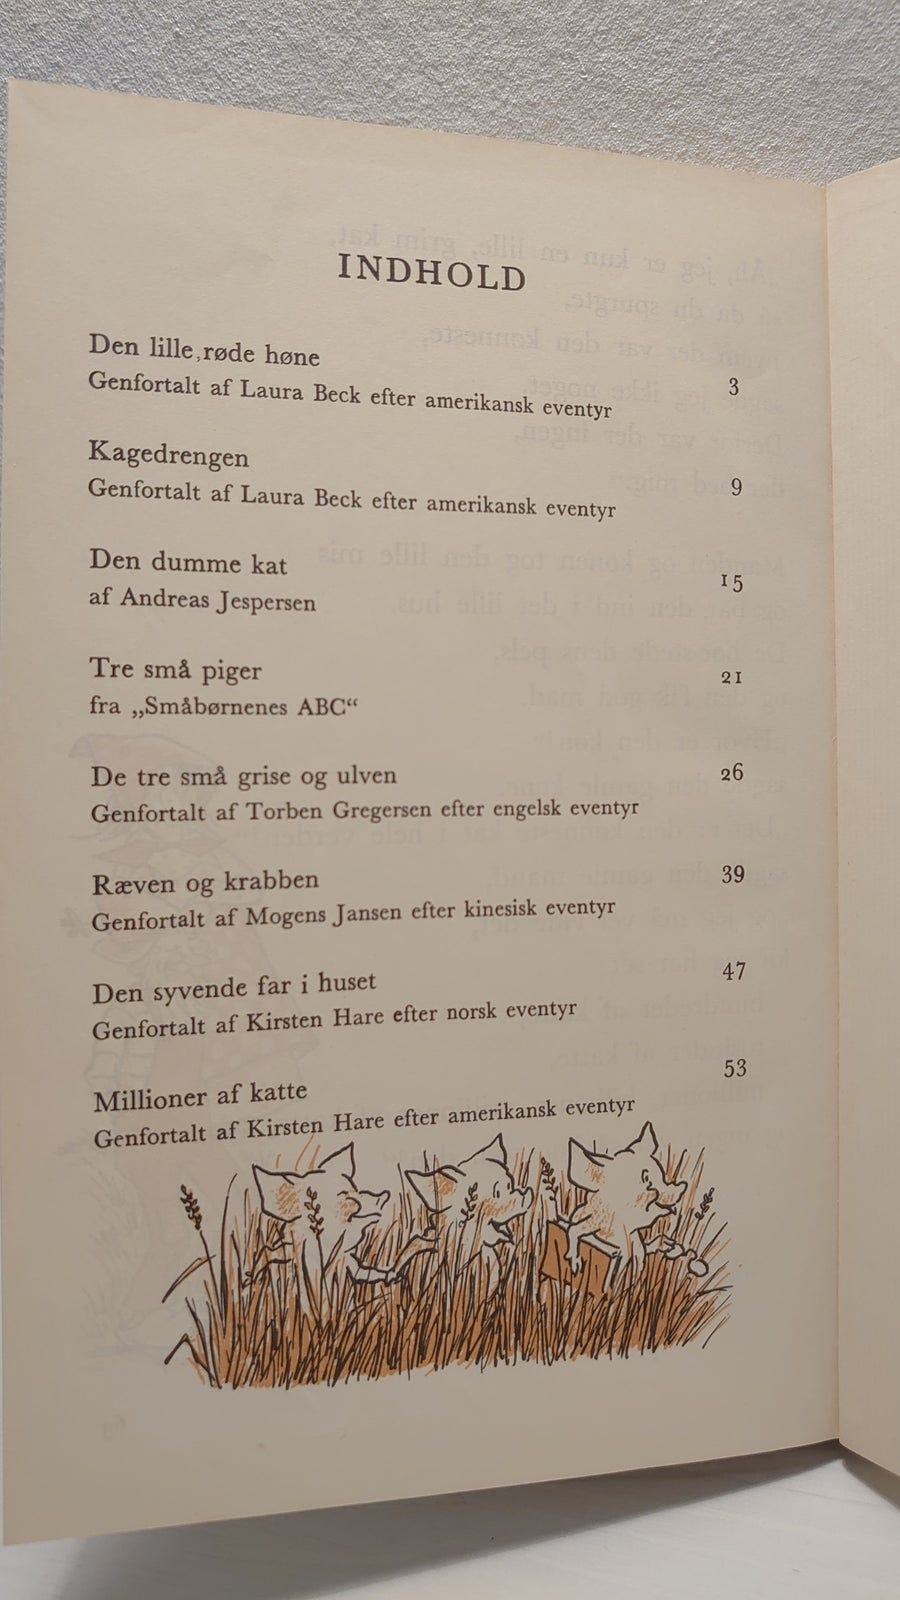 INDHOLD
Den lille, røde høne
Genfortalt af Laura Beck efter amerikansk eventyr 3
Kagedrengen
Genfortalt af Laura Beck efter amerikansk eventyr 9
Den dumme kat
af Andreas Jespersen 15
Tre små piger
fra „Småbørnenes ABC“ 21
De tre små grise og ulven
Genfortalt af Torben Gregersen efter engelsk eventyr 26
Ræven og krabben
Genfortalt af Mogens Jansen efter kinesisk eventyr 39
Den syvende far i huset
Genfortalt af Kirsten Hare efter norsk eventyr 47
Millioner af katte
Genfortalt af Kirsten Hare efter amerikansk eventyr 53